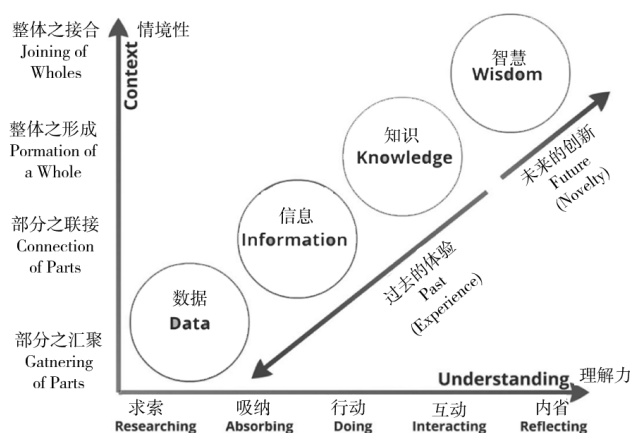 整体之接合
Joining of
Wholes
整体之形成
Pormation of
a Whole
部分之联接
Connection
of Parts
部分之汇聚
Gatnering
of Parts
情境性
Context
智慧
Wisdom
知识
Knowledge
信息
Information
数据
Data
未来的创新
Future
(Novelty)
过去的体验
Past
(Experience)
Understanding
理解力
求索
Researching
吸纳
Absorbing
行动
Doing
互动
Interacting
内省
Reflecting